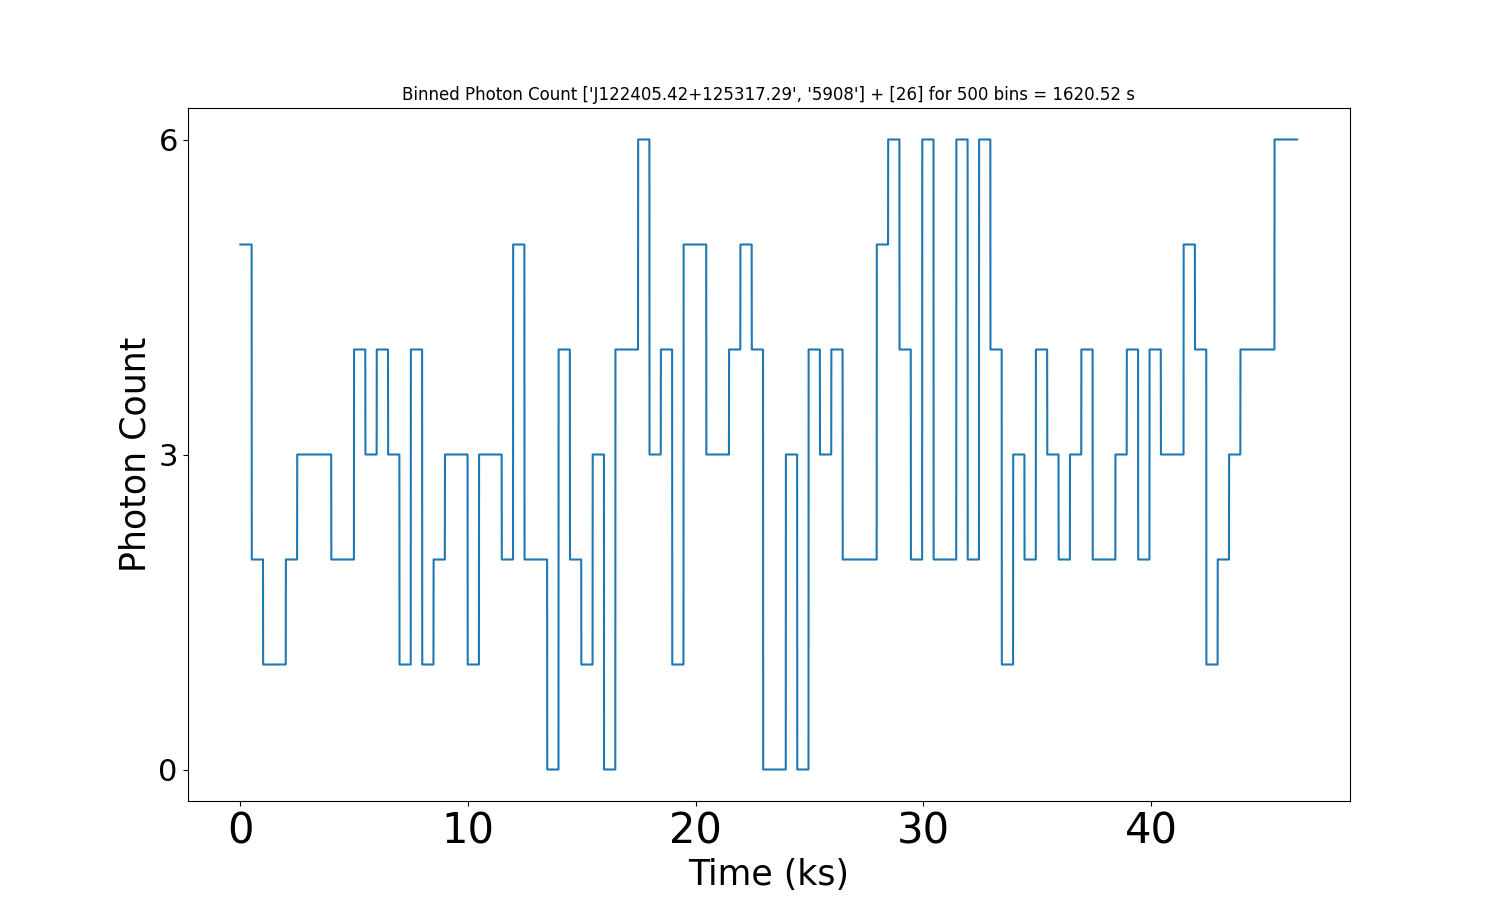 Binned Photon Count ['J122405.42+125317.29', '5908'] + [26] for 500 bins = 1620.52 s
6
3
0
Photon Count
0 10 20 30 40
Time (ks)